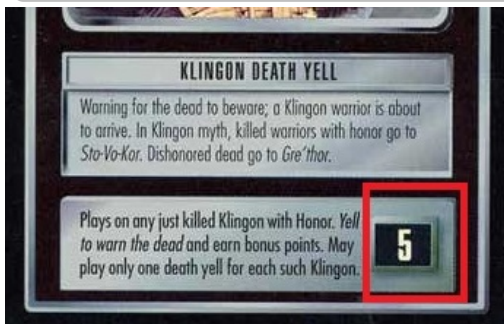 KLINGON DEATH YELL
Warning for the dead to beware; a Klingon warrior is about
to arrive. In Klingon myth, killed warriors with honor go to
Sto-Vo-Kor. Dishonored dead go to Gre'thor.
Plays on any just killed Klingon with Honor. Yell
to warn the dead and earn bonus points. May
play only one death yell for each such Klingon.
5